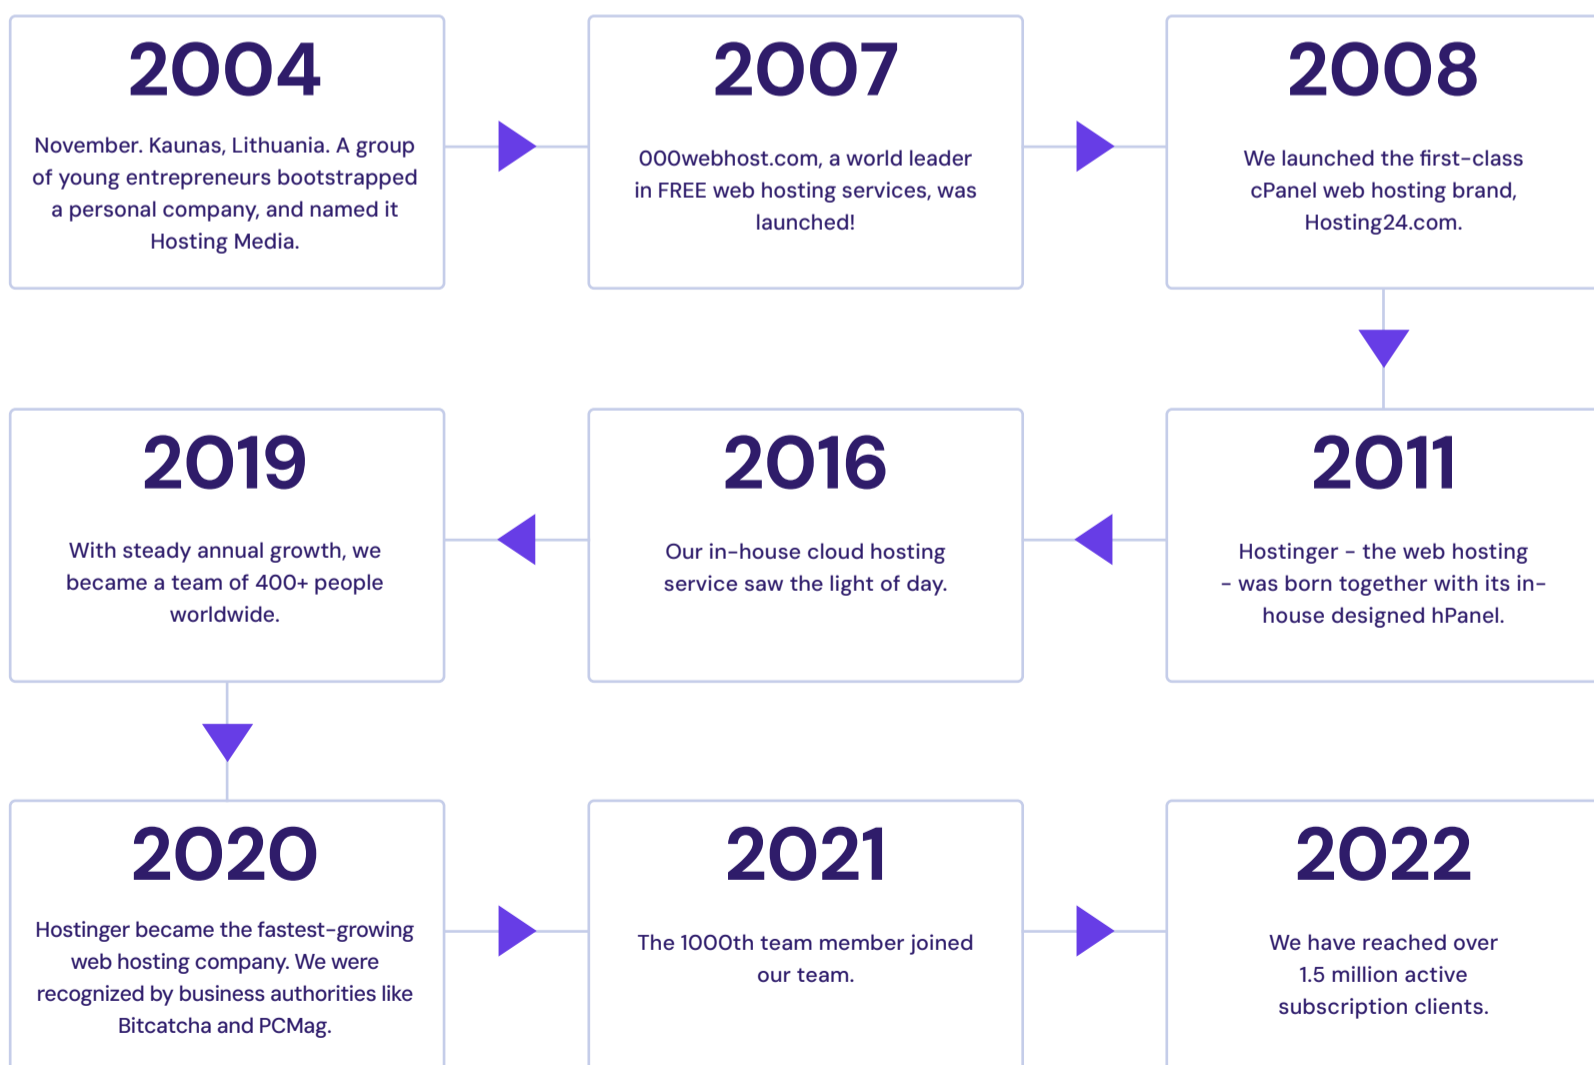 2004
November. Kaunas, Lithuania. A group
of young entrepreneurs bootstrapped
a personal company, and named it
Hosting Media.
2007
000webhost.com, a world leader
in FREE web hosting services, was
launched!
2008
We launched the first-class
cPanel web hosting brand,
Hosting24.com.
2011
Hostinger - the web hosting
- was born together with its in-
house designed hPanel.
2016
Our in-house cloud hosting
service saw the light of day.
2019
With steady annual growth, we
became a team of 400+ people
worldwide.
2020
Hostinger became the fastest-growing
web hosting company. We were
recognized by business authorities like
Bitcatcha and PCMag.
2021
The 1000th team member joined
our team.
2022
We have reached over
1.5 million active
subscription clients.